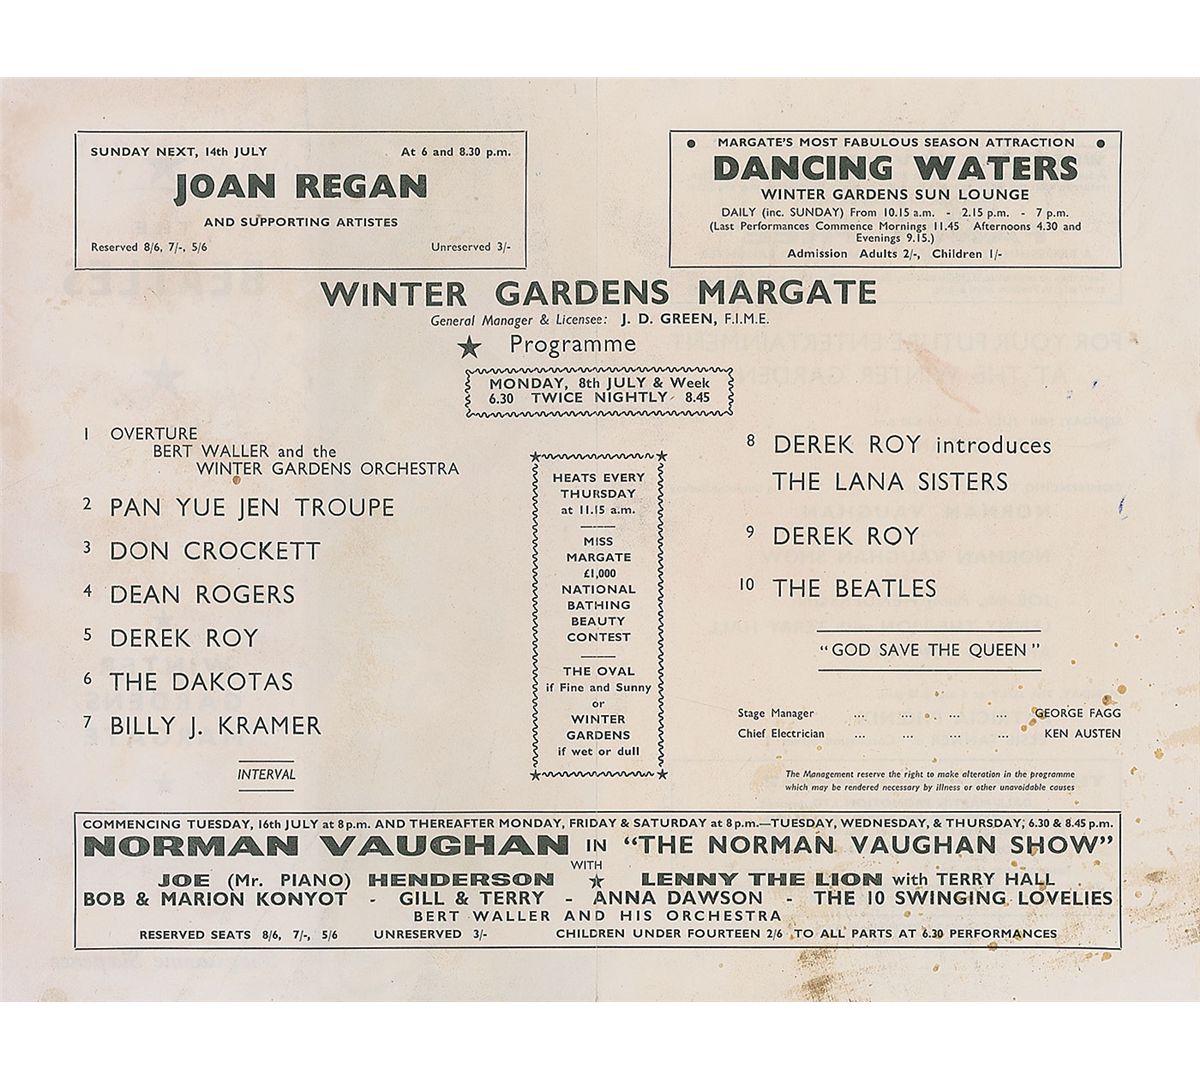 SUNDAY NEXT, 14th JULY At 6 and 8.30 p.m.
JOAN REGAN
AND SUPPORTING ARTISTES
Reserved 8/6, 7/-, 5/6 Unreserved 3/-
MARGATE'S MOST FABULOUS SEASON ATTRACTION
DANCING WATERS
WINTER GARDENS SUN LOUNGE
DAILY (inc. SUNDAY) From 10.15 a.m. - 2.15 p.m. - 7 p.m.
(Last Performances Commence Mornings 11.45 Afternoons 4.30 and
Evenings 9.15.)
Admission Adults 2/-, Children 1/-
WINTER GARDENS MARGATE
General Manager & Licensee: J. D. GREEN, F.I.M.E.
★ Programme
MONDAY, 8th JULY & Week
6.30 TWICE NIGHTLY 8.45
1 OVERTURE
BERT WALLER and the
WINTER GARDENS ORCHESTRA
2 PAN YUE JEN TROUPE
3 DON CROCKETT
4 DEAN ROGERS
5 DEREK ROY
6 THE DAKOTAS
7 BILLY J. KRAMER
INTERVAL
HEATS EVERY
THURSDAY
at 11.15 a.m.
MISS
MARGATE
£1,000
NATIONAL
BATHING
BEAUTY
CONTEST
THE OVAL
if Fine and Sunny
or
WINTER
GARDENS
if wet or dull
8 DEREK ROY introduces
THE LANA SISTERS
9 DEREK ROY
10 THE BEATLES
"GOD SAVE THE QUEEN"
Stage Manager ... ... ... ... GEORGE FAGG
Chief Electrician ... ... ... ... KEN AUSTEN
The Management reserve the right to make alteration in the programme
which may be rendered necessary by illness or other unavoidable causes
COMMENCING TUESDAY, 16th JULY at 8 p.m. AND THEREAFTER MONDAY, FRIDAY & SATURDAY at 8 p.m.—TUESDAY, WEDNESDAY, & THURSDAY, 6.30 & 8.45 p.m.
NORMAN VAUGHAN IN "THE NORMAN VAUGHAN SHOW"
WITH
JOE (Mr. PIANO) HENDERSON ★ LENNY THE LION with TERRY HALL
BOB & MARION KONYOT - GILL & TERRY - ANNA DAWSON - THE 10 SWINGING LOVELIES
BERT WALLER AND HIS ORCHESTRA
RESERVED SEATS 8/6, 7/-, 5/6 UNRESERVED 3/- CHILDREN UNDER FOURTEEN 2/6 TO ALL PARTS AT 6.30 PERFORMANCES